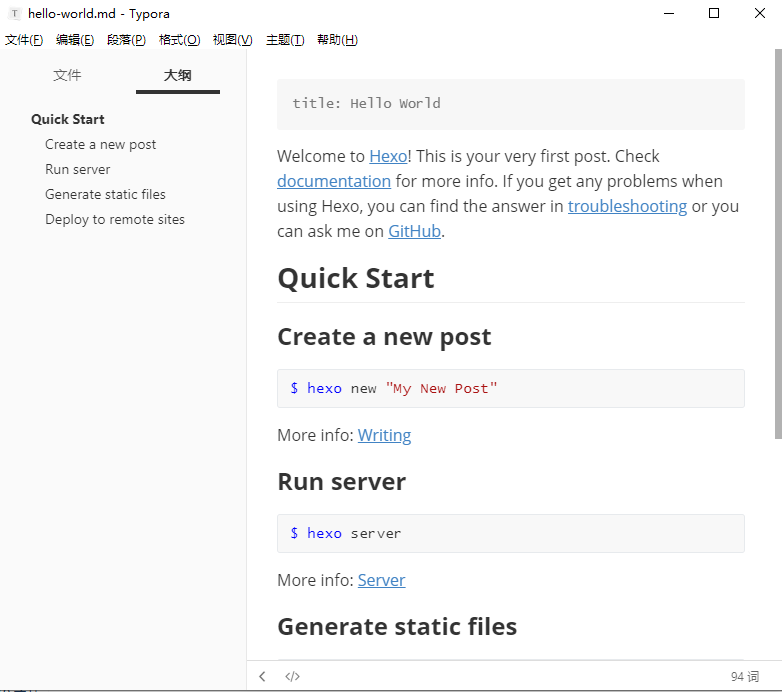 hello-world.md - Typora
文件(F) 编辑(E) 段落(P) 格式(O) 视图(V) 主题(T) 帮助(H)
文件 大纲
Quick Start
Create a new post
Run server
Generate static files
Deploy to remote sites
title: Hello World
Welcome to Hexo! This is your very first post. Check
documentation for more info. If you get any problems when
using Hexo, you can find the answer in troubleshooting or you
can ask me on GitHub.
Quick Start
Create a new post
$ hexo new "My New Post"
More info: Writing
Run server
$ hexo server
More info: Server
Generate static files
94 词